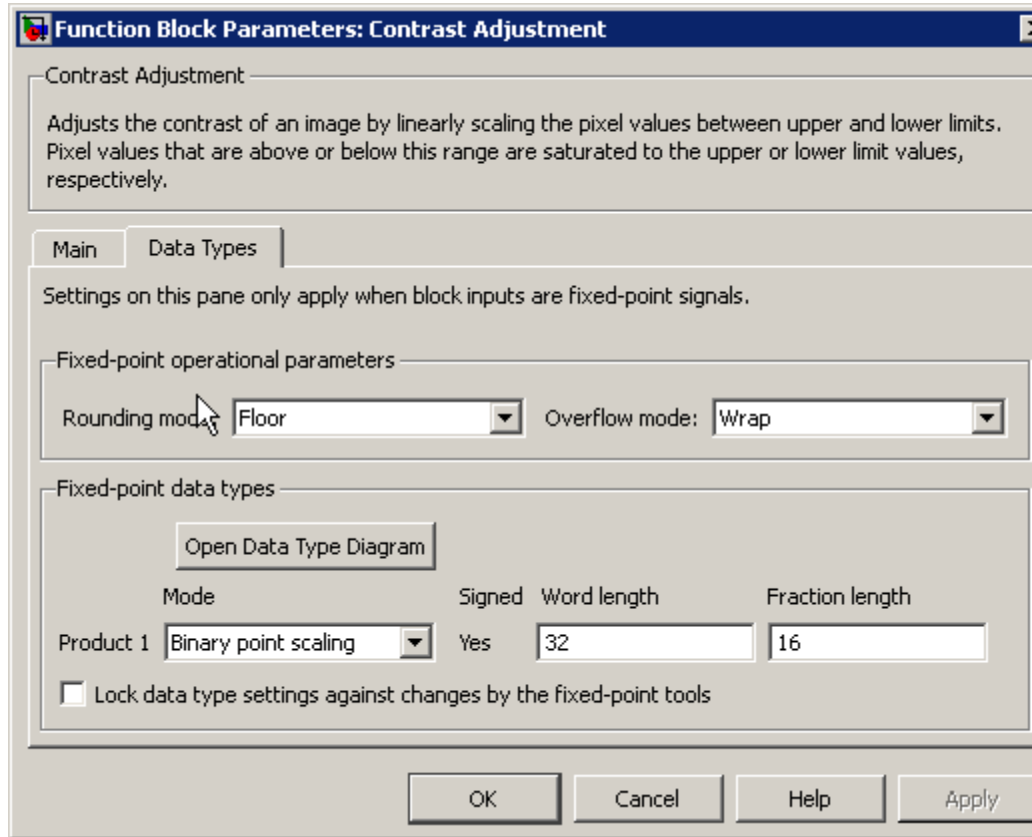 Function Block Parameters: Contrast Adjustment
Contrast Adjustment
Adjusts the contrast of an image by linearly scaling the pixel values between upper and lower limits.
Pixel values that are above or below this range are saturated to the upper or lower limit values,
respectively.
Main Data Types
Settings on this pane only apply when block inputs are fixed-point signals.
Fixed-point operational parameters
Rounding mode Floor Overflow mode: Wrap
Fixed-point data types
Open Data Type Diagram
Mode Signed Word length Fraction length
Product 1 Binary point scaling Yes 32 16
Lock data type settings against changes by the fixed-point tools
OK Cancel Help Apply